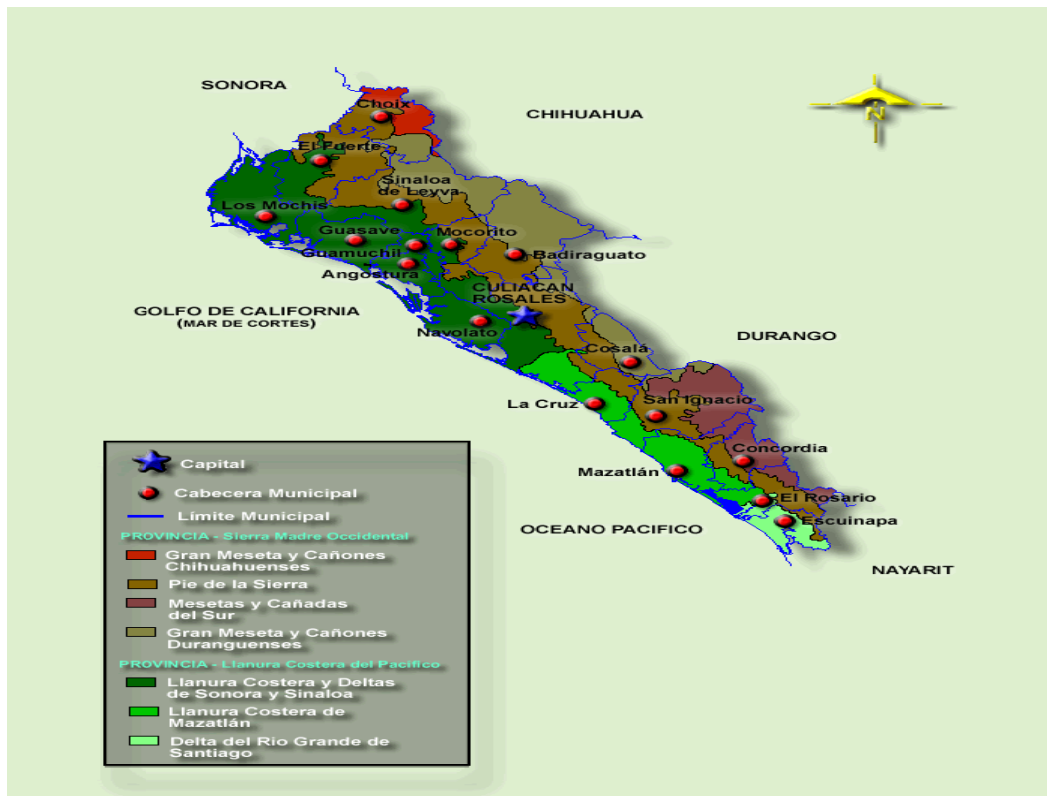 SONORA
CHIHUAHUA
N
Choix
El Fuerte
Sinaloa
de Leyva
Los Mochis
Guasave
Mocorito
Guamuchil
Badiraguato
Angostura
CULIACAN
ROSALES
GOLFO DE CALIFORNIA
(MAR DE CORTES)
Navolato
DURANGO
Cosalá
La Cruz
San Ignacio
Concordia
Mazatlán
El Rosario
Escuinapa
OCEANO PACIFICO
NAYARIT
Capital
Cabecera Municipal
Límite Municipal
PROVINCIA - Sierra Madre Occidental
Gran Meseta y Cañones
Chihuahuenses
Pie de la Sierra
Mesetas y Cañadas
del Sur
Gran Meseta y Cañones
Duranguenses
PROVINCIA - Llanura Costera del Pacifico
Llanura Costera y Deltas
de Sonora y Sinaloa
Llanura Costera de
Mazatlán
Delta del Rio Grande de
Santiago